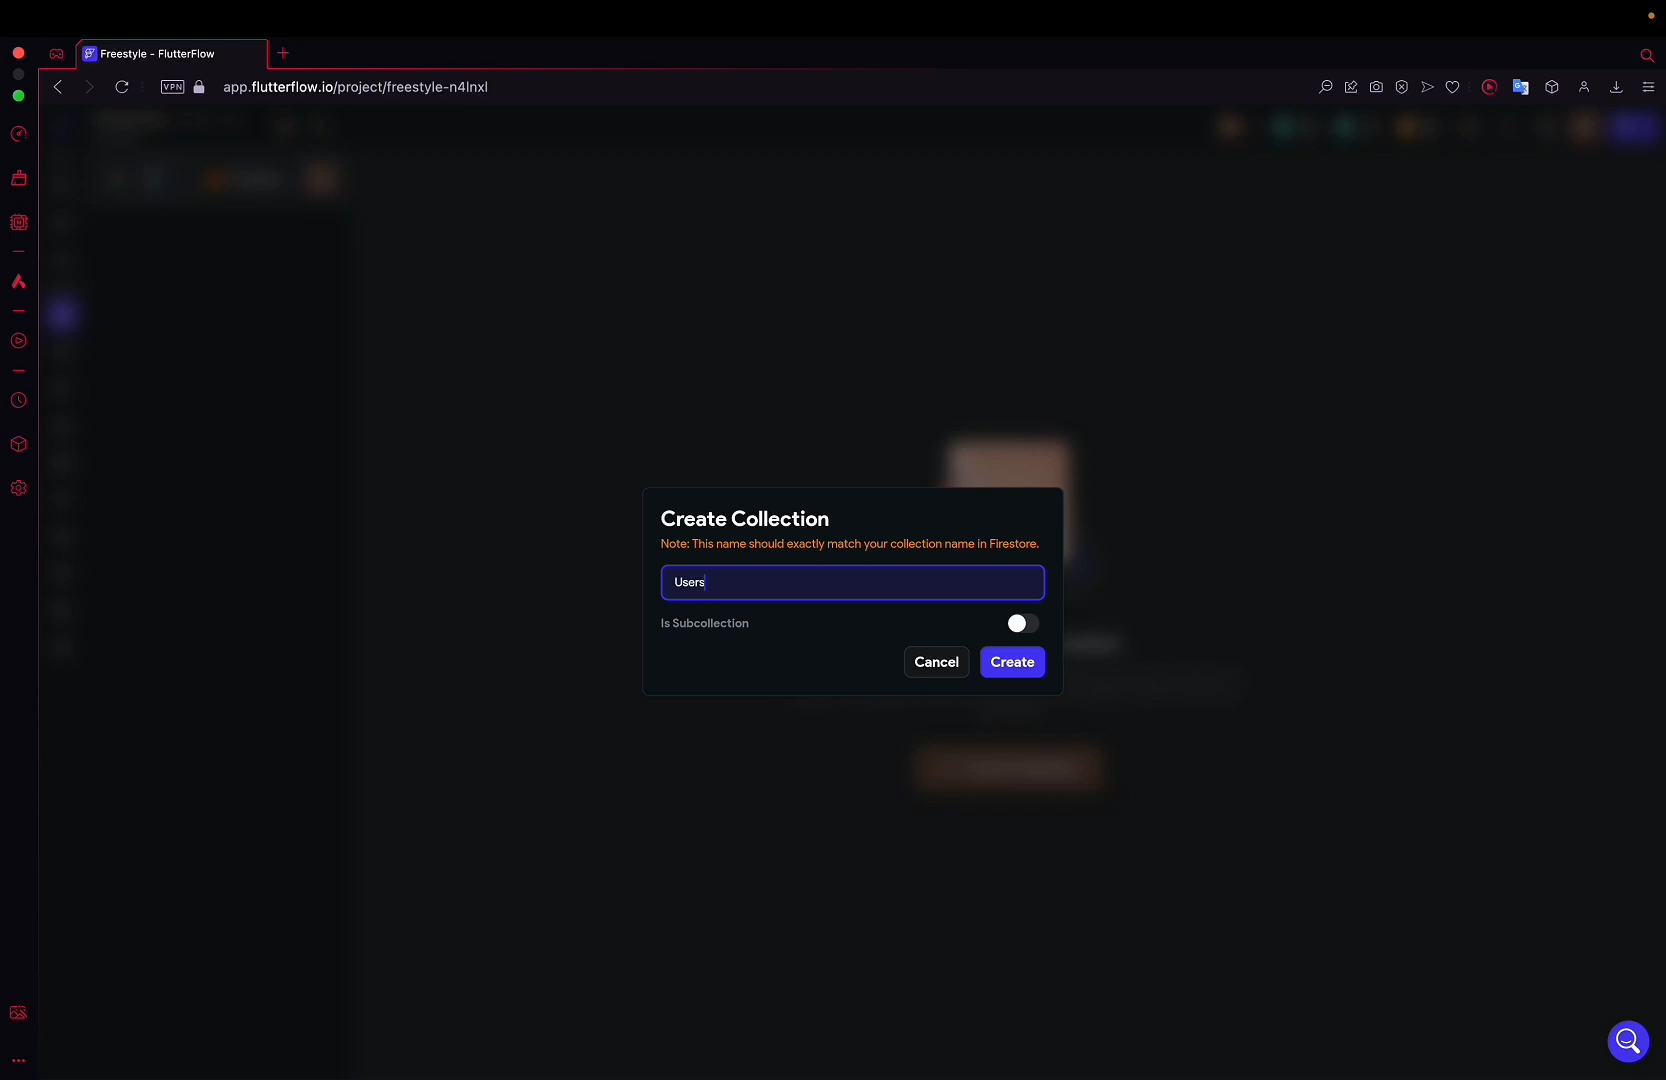 Freestyle - FlutterFlow
VPN
app.flutterflow.io/project/freestyle-n4lnxl
Create Collection
Note: This name should exactly match your collection name in Firestore.
Users
Is Subcollection
Cancel
Create